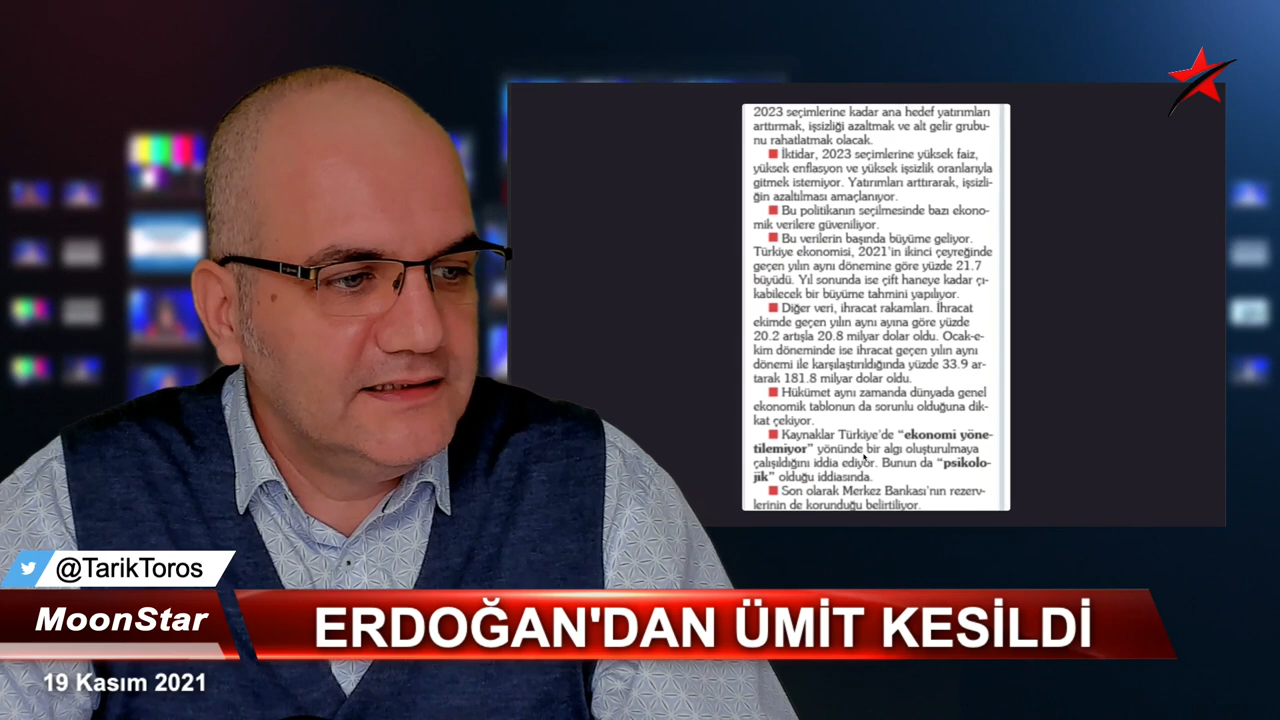 2023 seçimlerine kadar ana hedef yatırımları
arttırmak, işsizliği azaltmak ve alt gelir grubu-
nu rahatlatmak olacak.
İktidar, 2023 seçimlerine yüksek faiz,
yüksek enflasyon ve yüksek işsizlik oranlarıyla
gitmek istemiyor. Yatırımları arttırarak, işsizli-
ğin azaltılması amaçlanıyor.
Bu politikanın seçilmesinde bazı ekono-
mik verilere güveniliyor.
Bu verilerin başında büyüme geliyor.
Türkiye ekonomisi, 2021'in ikinci çeyreğinde
geçen yılın aynı dönemine göre yüzde 21.7
büyüdü. Yıl sonunda ise çift haneye kadar çı-
kabilecek bir büyüme tahmini yapılıyor.
Diğer veri, ihracat rakamları. İhracat
ekimde geçen yılın aynı ayına göre yüzde
20.2 artışla 20.8 milyar dolar oldu. Ocak-e-
kim döneminde ise ihracat geçen yılın aynı
dönemi ile karşılaştırıldığında yüzde 33.9 ar-
tarak 181.8 milyar dolar oldu.
Hükümet aynı zamanda dünyada genel
ekonomik tablonun da sorunlu olduğuna dik-
kat çekiyor.
Kaynaklar Türkiye'de "ekonomi yöne-
tilemiyor" yönünde bir algı oluşturulmaya
çalışıldığını iddia ediyor. Bunun da "psikolo-
jik" olduğu iddiasında.
Son olarak Merkez Bankası'nın rezerv-
lerinin de korunduğu belirtiliyor.
@TarikToros
MoonStar
ERDOĞAN'DAN ÜMİT KESİLDİ
19 Kasım 2021